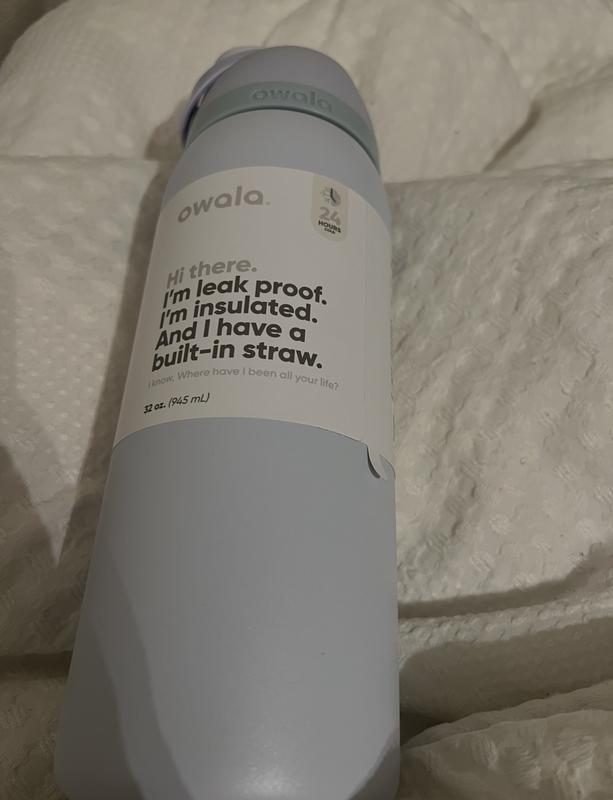 owala
owala.
24
HOURS
Hi there.
I'm leak proof.
I'm insulated.
And I have a
built-in straw.
I know. Where have I been all your life?
32 oz. (945 mL)